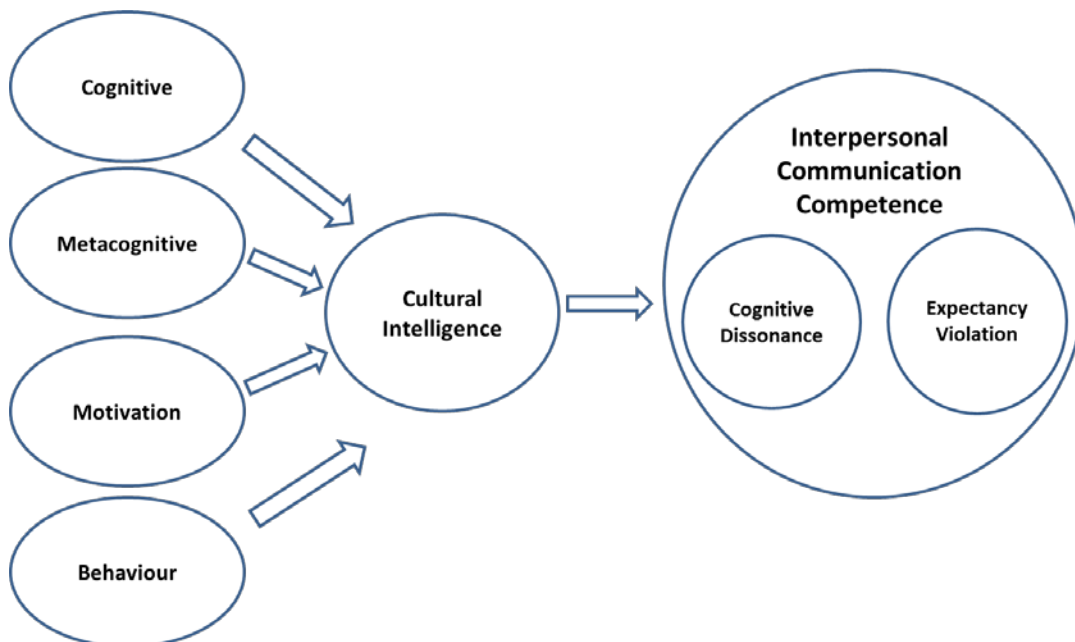 Cognitive
Metacognitive
Motivation
Behaviour
Cultural
Intelligence
Interpersonal
Communication
Competence
Cognitive
Dissonance
Expectancy
Violation